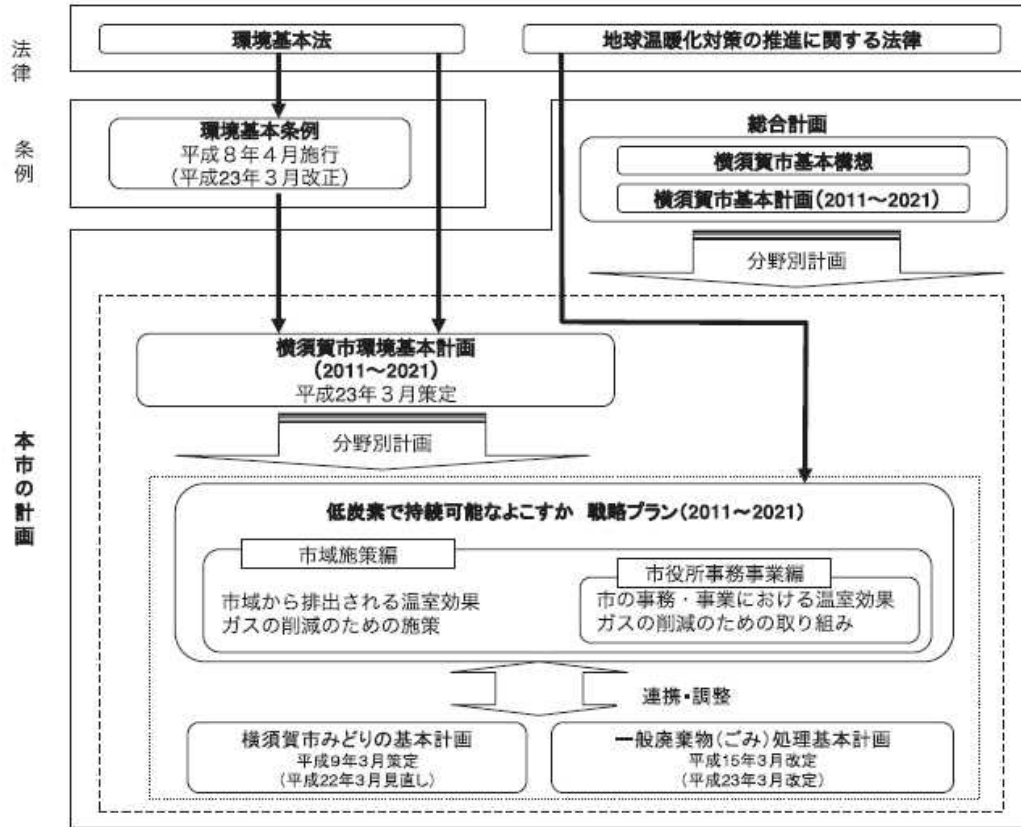 法律
環境基本法
地球温暖化対策の推進に関する法律
条例
環境基本条例
平成８年４月施行
(平成23年３月改正)
総合計画
横須賀市基本構想
横須賀市基本計画(2011～2021)
分野別計画
本市の計画
横須賀市環境基本計画
(2011～2021)
平成23年３月策定
分野別計画
低炭素で持続可能なよこすか 戦略プラン(2011～2021)
市域施策編
市域から排出される温室効果
ガスの削減のための施策
市役所事務事業編
市の事務・事業における温室効果
ガスの削減のための取り組み
連携・調整
横須賀市みどりの基本計画
平成9年3月策定
(平成22年３月見直し)
一般廃棄物(ごみ)処理基本計画
平成15年3月改定
(平成23年3月改定)